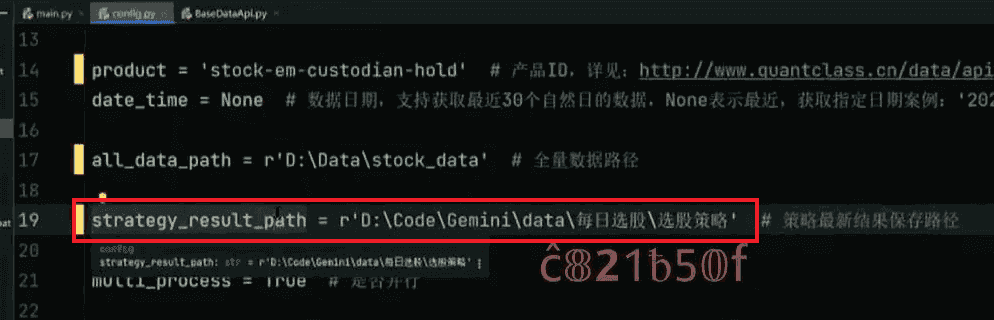 main.py config.py BaseDataApi.py
13
14 product = 'stock-em-custodian-hold' # 产品ID，详见：http://www.quantclass.cn/data/api
15 date_time = None # 数据日期，支持获取最近30个自然日的数据，None表示最近，获取指定日期案例：'202
16
17 all_data_path = r'D:\Data\stock_data' # 全量数据路径
18
19 strategy_result_path = r'D:\Code\Gemini\data\每日选股\选股策略' # 策略最新结果保存路径
20 config
strategy_result_path: str = r'D:\Code\Gemini\data\每日选股\选股策略' ;
21 multi_process = True # 是否并行
22